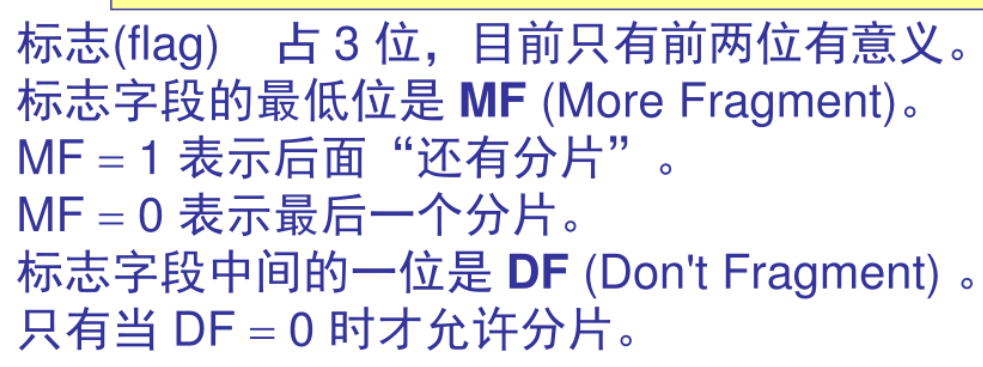 标志(flag) 占 3 位，目前只有前两位有意义。
标志字段的最低位是 MF (More Fragment)。
MF = 1 表示后面“还有分片”。
MF = 0 表示最后一个分片。
标志字段中间的一位是 DF (Don't Fragment) 。
只有当 DF = 0 时才允许分片。